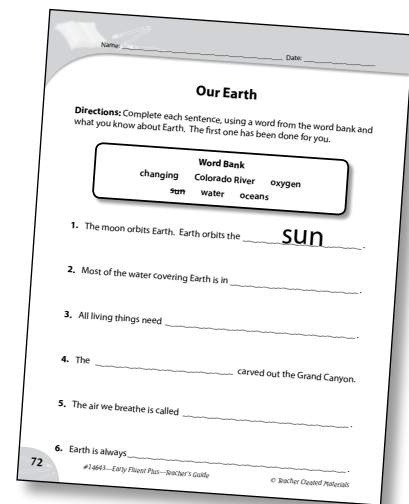 Name: Date:
Our Earth
Directions: Complete each sentence, using a word from the word bank and
what you know about Earth. The first one has been done for you.
Word Bank
changing Colorado River oxygen
sun water oceans
1. The moon orbits Earth. Earth orbits the sun.
2. Most of the water covering Earth is in .
3. All living things need .
4. The carved out the Grand Canyon.
5. The air we breathe is called .
6. Earth is always .
72 #14643—Early Fluent Plus—Teacher's Guide © Teacher Created Materials